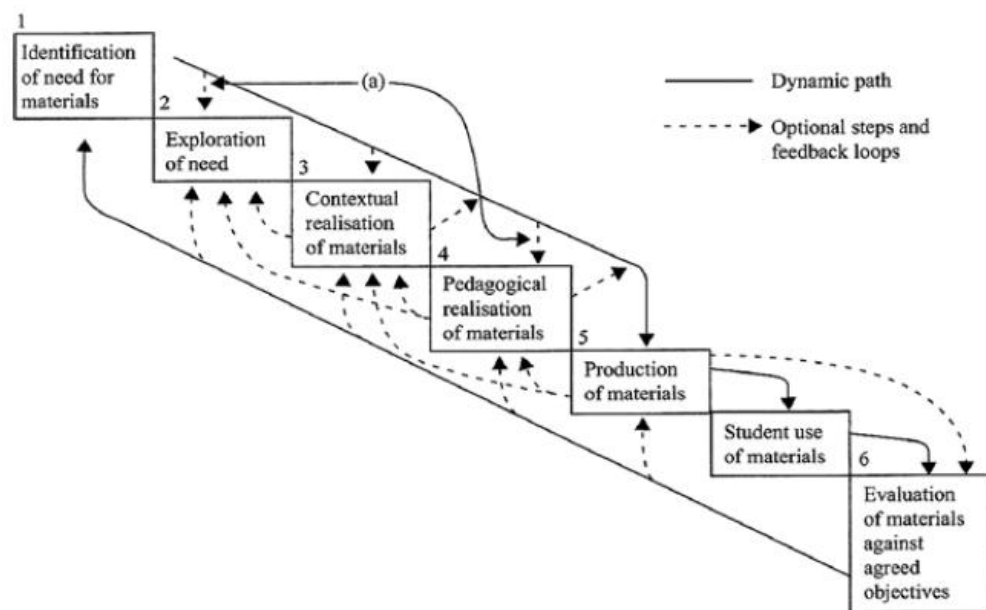 1
Identification
of need for
materials
(a)
Dynamic path
Optional steps and
feedback loops
2
Exploration
of need
3
Contextual
realisation
of materials
4
Pedagogical
realisation
of materials
5
Production
of materials
Student use
of materials
6
Evaluation
of materials
against
agreed
objectives